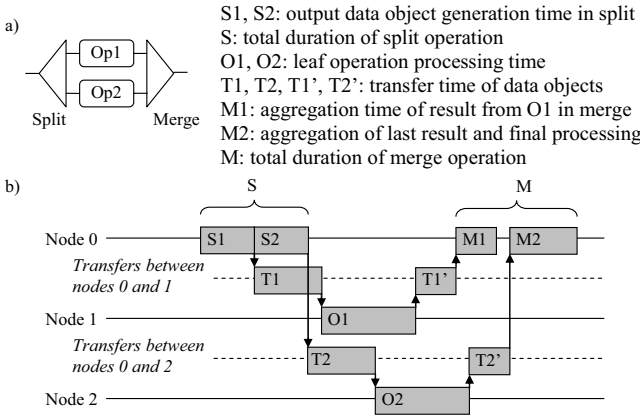 a)
Op1
Op2
Split
Merge
S1, S2: output data object generation time in split
S: total duration of split operation
O1, O2: leaf operation processing time
T1, T2, T1’, T2’: transfer time of data objects
M1: aggregation time of result from O1 in merge
M2: aggregation of last result and final processing
M: total duration of merge operation
b)
S
M
Node 0
S1
S2
M1
M2
Transfers between
nodes 0 and 1
T1
T1’
Node 1
O1
Transfers between
nodes 0 and 2
T2
T2’
Node 2
O2